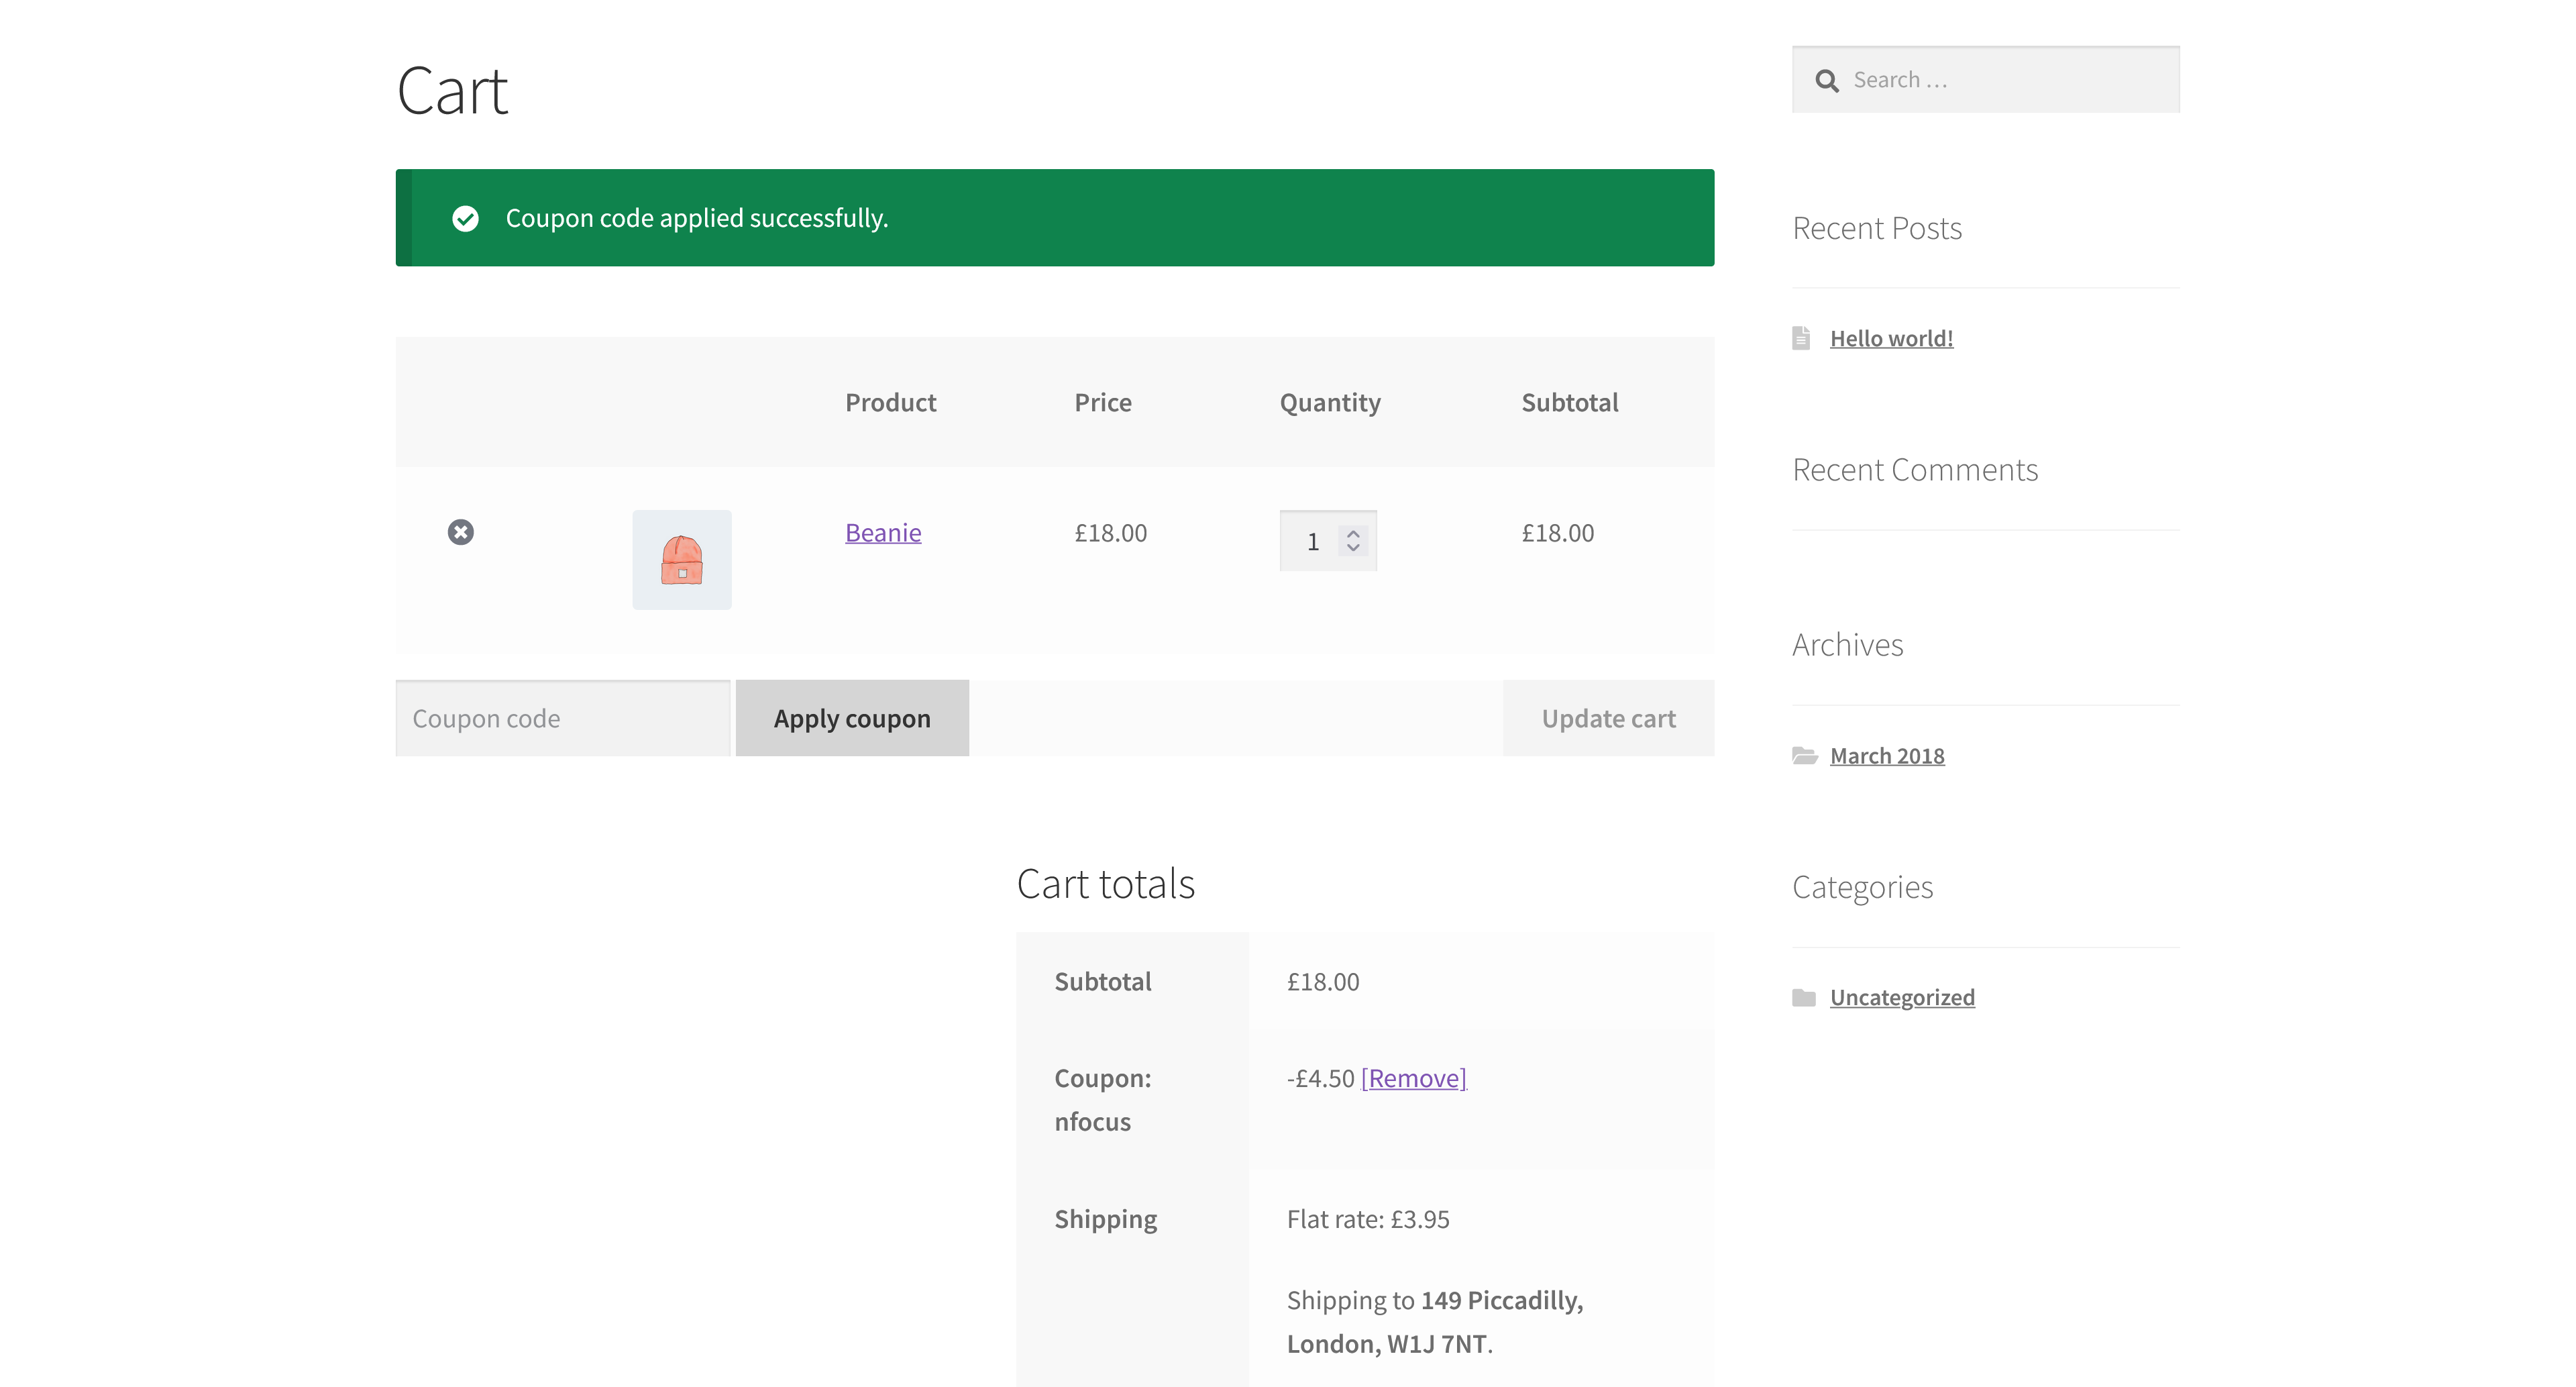 Cart
Coupon code applied successfully.
Product Price Quantity Subtotal
Beanie £18.00 1 £18.00
Coupon code Apply coupon Update cart
Cart totals
Subtotal £18.00
Coupon: -£4.50 [Remove]
nfocus
Shipping Flat rate: £3.95
Shipping to 149 Piccadilly,
London, W1J 7NT.
Search …
Recent Posts
Hello world!
Recent Comments
Archives
March 2018
Categories
Uncategorized